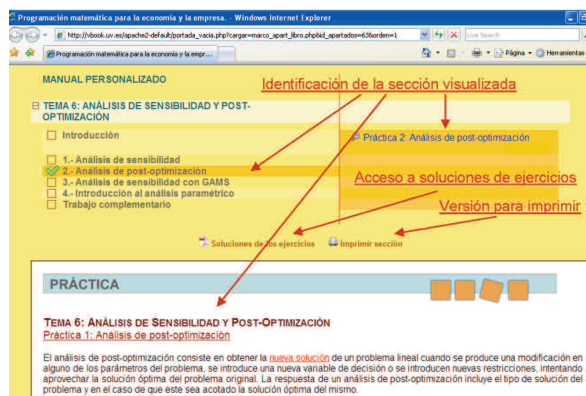 Programación matemática para la economía y la empresa. - Windows Internet Explorer
http://vbook.uv.es/apache2-default/portada_vacia.php?cargar=marco_apart_libro.php&id_apartados=63&orden=1
Live Search
Programación matemática para la economía y la empr...
Página
Herramientas
MANUAL PERSONALIZADO
Identificación de la sección visualizada
TEMA 6: ANÁLISIS DE SENSIBILIDAD Y POST-
OPTIMIZACIÓN
Introducción
Práctica 2: Análisis de post-optimización
1.- Análisis de sensibilidad
2.- Análisis de post-optimización
3.- Análisis de sensibilidad con GAMS
4.- Introducción al análisis paramétrico
Trabajo complementario
Acceso a soluciones de ejercicios
Versión para imprimir
Soluciones de los ejercicios
Imprimir sección
PRÁCTICA
TEMA 6: ANÁLISIS DE SENSIBILIDAD Y POST-OPTIMIZACIÓN
Práctica 1: Análisis de post-optimización
El análisis de post-optimización consiste en obtener la nueva solución de un problema lineal cuando se produce una modificación en
alguno de los parámetros del problema, se introduce una nueva variable de decisión o se introducen nuevas restricciones, intentando
aprovechar la solución óptima del problema original. La respuesta de un análisis de post-optimización incluye el tipo de solución del
problema y en el caso de que este sea acotado la solución óptima del mismo.